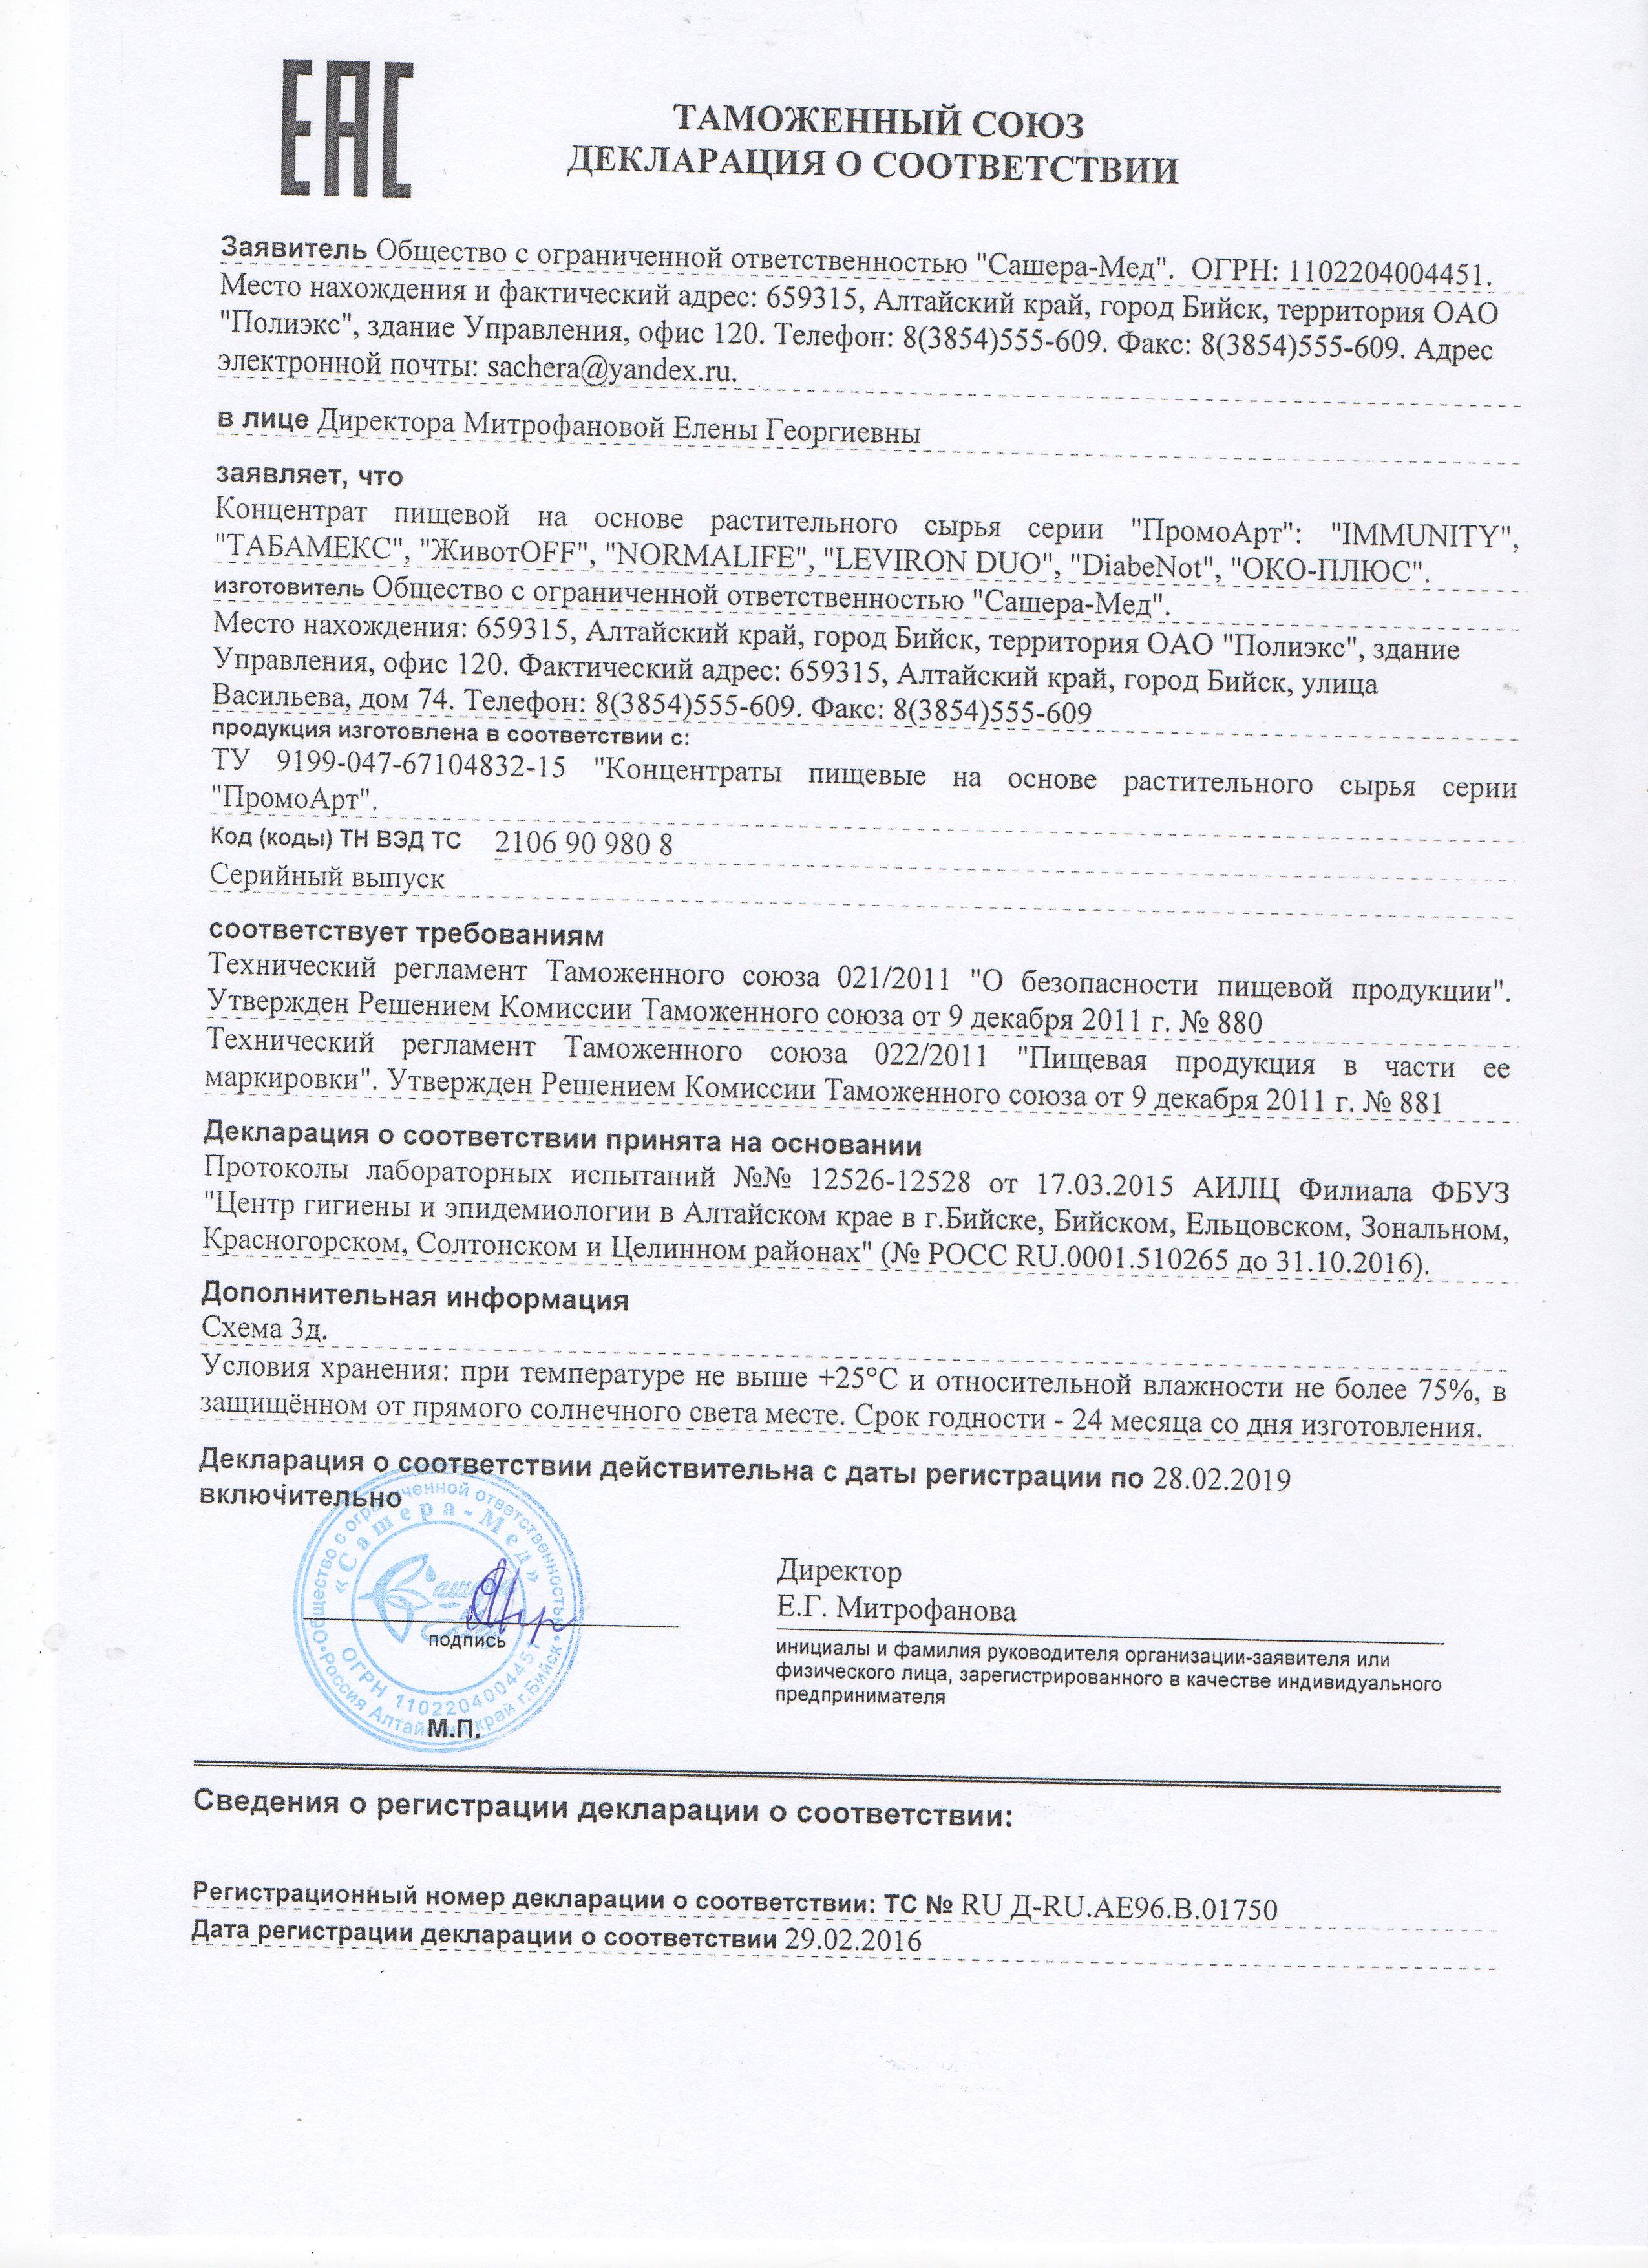 ЕАС
ТАМОЖЕННЫЙ СОЮЗ
ДЕКЛАРАЦИЯ О СООТВЕТСТВИИ
Заявитель Общество с ограниченной ответственностью "Сашера-Мед". ОГРН: 1102204004451.
Место нахождения и фактический адрес: 659315, Алтайский край, город Бийск, территория ОАО
"Полиэкс", здание Управления, офис 120. Телефон: 8(3854)555-609. Факс: 8(3854)555-609. Адрес
электронной почты: sachera@yandex.ru.
в лице Директора Митрофановой Елены Георгиевны
заявляет, что
Концентрат пищевой на основе растительного сырья серии "ПромоАрт": "IMMUNITY",
"ТАБАМЕКС", "ЖивотOFF", "NORMALIFE", "LEVIRON DUO", "DiabeNot", "ОКО-ПЛЮС".
изготовитель Общество с ограниченной ответственностью "Сашера-Мед".
Место нахождения: 659315, Алтайский край, город Бийск, территория ОАО "Полиэкс", здание
Управления, офис 120. Фактический адрес: 659315, Алтайский край, город Бийск, улица
Васильева, дом 74. Телефон: 8(3854)555-609. Факс: 8(3854)555-609
продукция изготовлена в соответствии с:
ТУ 9199-047-67104832-15 "Концентраты пищевые на основе растительного сырья серии
"ПромоАрт".
Код (коды) ТН ВЭД ТС 2106 90 980 8
Серийный выпуск
соответствует требованиям
Технический регламент Таможенного союза 021/2011 "О безопасности пищевой продукции".
Утвержден Решением Комиссии Таможенного союза от 9 декабря 2011 г. № 880
Технический регламент Таможенного союза 022/2011 "Пищевая продукция в части ее
маркировки". Утвержден Решением Комиссии Таможенного союза от 9 декабря 2011 г. № 881
Декларация о соответствии принята на основании
Протоколы лабораторных испытаний №№ 12526-12528 от 17.03.2015 АИЛЦ Филиала ФБУЗ
"Центр гигиены и эпидемиологии в Алтайском крае в г.Бийске, Бийском, Ельцовском, Зональном,
Красногорском, Солтонском и Целинном районах" (№ РОСС RU.0001.510265 до 31.10.2016).
Дополнительная информация
Схема 3д.
Условия хранения: при температуре не выше +25°С и относительной влажности не более 75%, в
защищённом от прямого солнечного света месте. Срок годности - 24 месяца со дня изготовления.
Декларация о соответствии действительна с даты регистрации по 28.02.2019
включительно
Общество с ограниченной ответственностью
«Сашера-Мед»
Сашера
Мед
ОГРН 1102204004451
Россия Алтайский край г.Бийск
подпись
М.П.
Директор
Е.Г. Митрофанова
инициалы и фамилия руководителя организации-заявителя или
физического лица, зарегистрированного в качестве индивидуального
предпринимателя
Сведения о регистрации декларации о соответствии:
Регистрационный номер декларации о соответствии: ТС № RU Д-RU.АЕ96.В.01750
Дата регистрации декларации о соответствии 29.02.2016